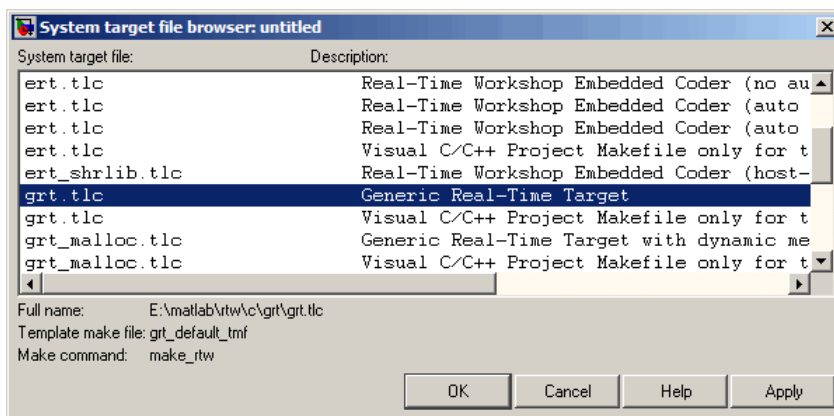 System target file browser: untitled
System target file: Description:
ert.tlc Real-Time Workshop Embedded Coder (no au
ert.tlc Real-Time Workshop Embedded Coder (auto
ert.tlc Real-Time Workshop Embedded Coder (auto
ert.tlc Visual C/C++ Project Makefile only for t
ert_shrlib.tlc Real-Time Workshop Embedded Coder (host-
grt.tlc Generic Real-Time Target
grt.tlc Visual C/C++ Project Makefile only for t
grt_malloc.tlc Generic Real-Time Target with dynamic me
grt_malloc.tlc Visual C/C++ Project Makefile only for t
Full name: E:\matlab\rtw\c\grt\grt.tlc
Template make file: grt_default_tmf
Make command: make_rtw
OK Cancel Help Apply